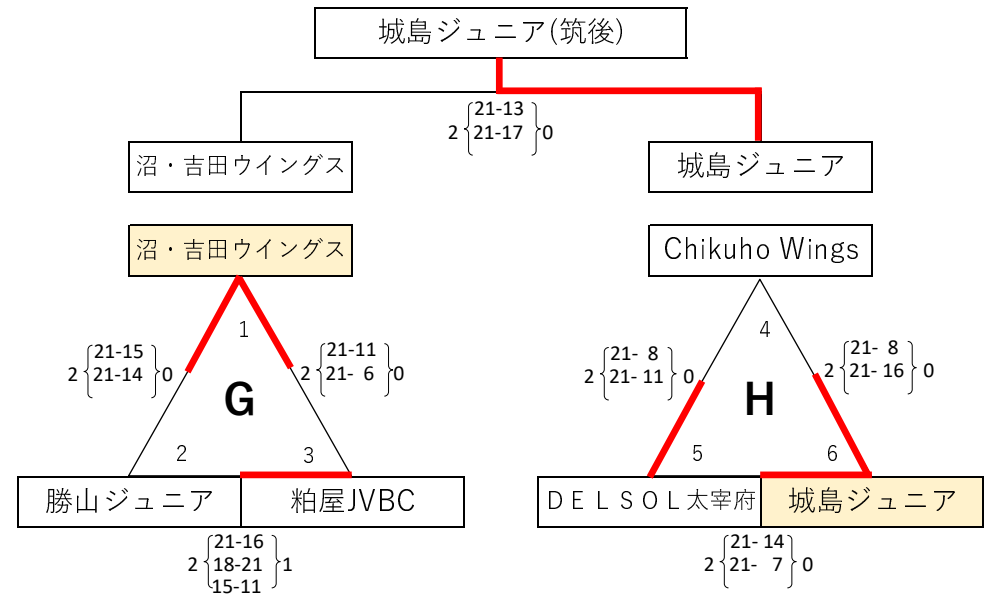 城島ジュニア(筑後)
21-13
2 21-17 0
沼・吉田ウイングス
城島ジュニア
沼・吉田ウイングス
Chikuho Wings
1
4
21-15
2 21-14 0
21-11
2 21- 6 0
21- 8
2 21- 11 0
21- 8
2 21- 16 0
G
H
2
3
5
6
勝山ジュニア
粕屋JVBC
ＤＥＬＳＯＬ太宰府
城島ジュニア
21-16
2 18-21 1
15-11
21- 14
2 21- 7 0